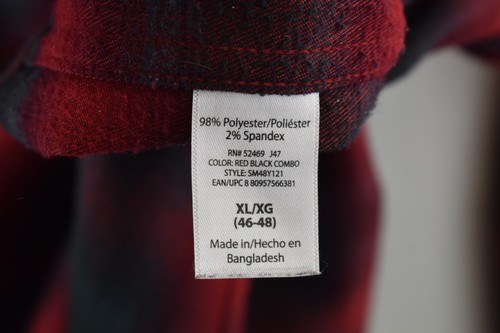 98% Polyester/Poliéster
2% Spandex
RN# 52469 J47
COLOR: RED BLACK COMBO
STYLE: SM48Y121
EAN/UPC 8 80957566381
XL/XG
(46-48)
Made in/Hecho en
Bangladesh